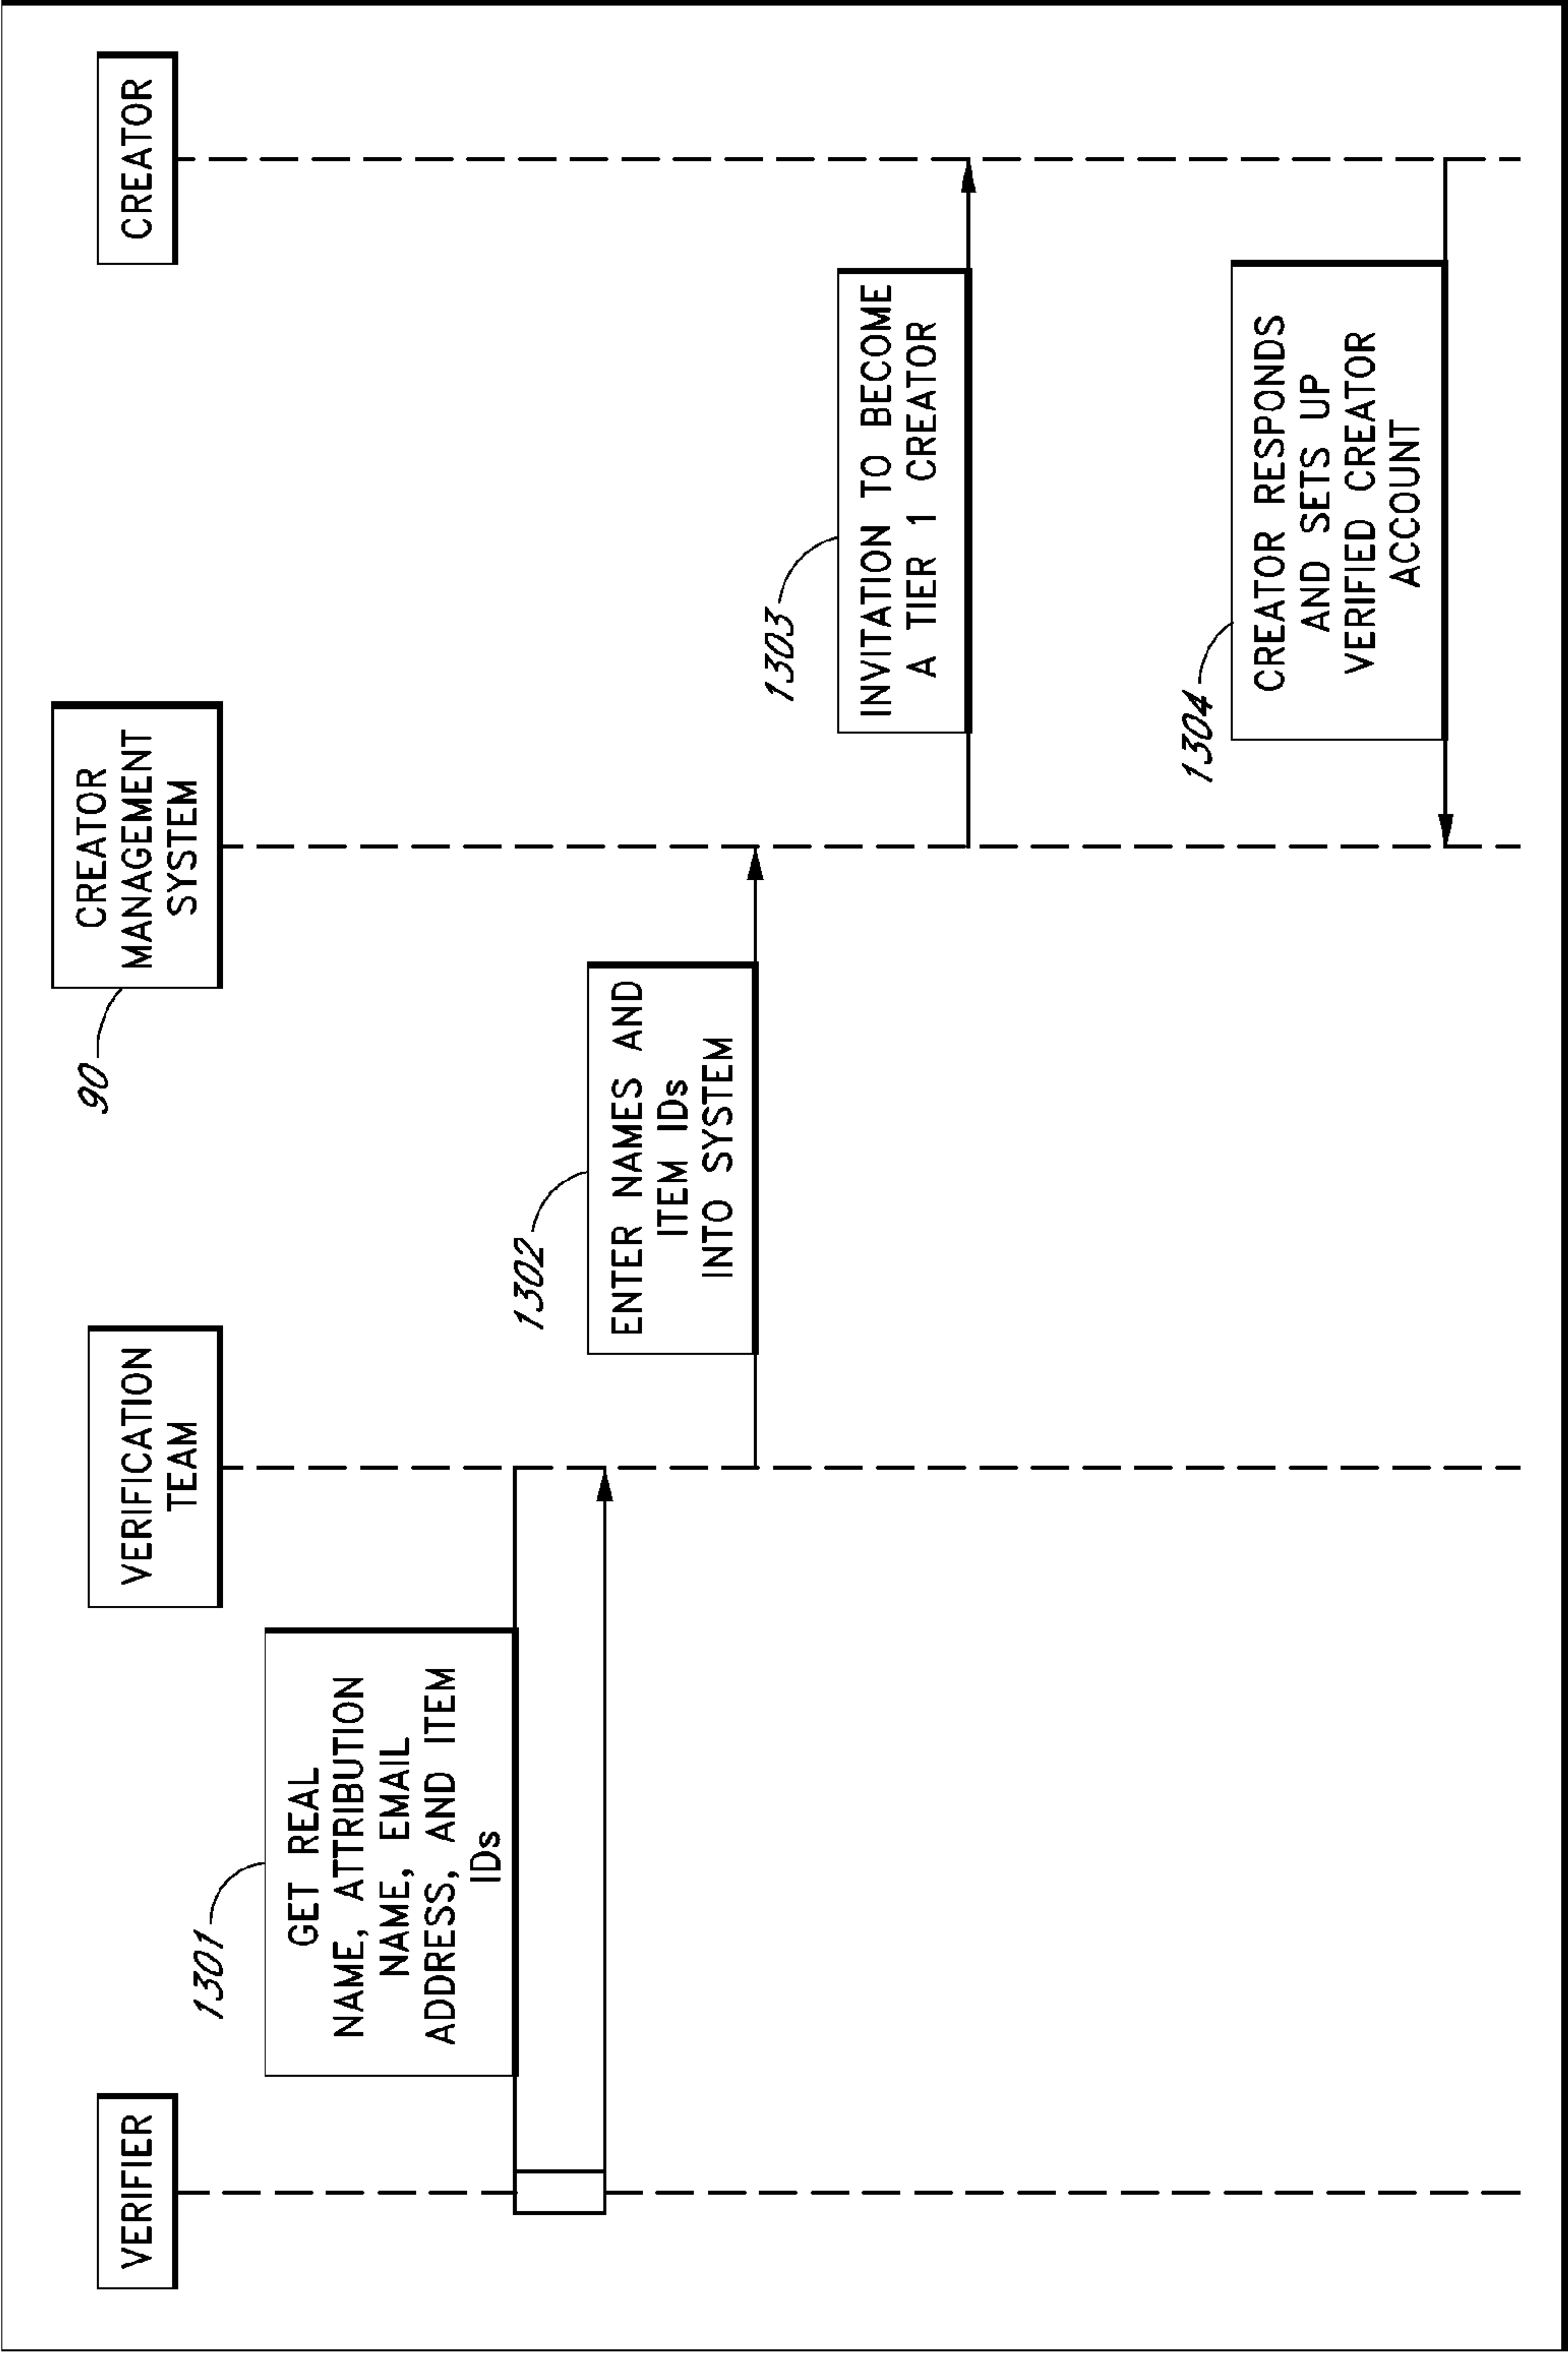 VERIFIER
VERIFICATION
TEAM
CREATOR
MANAGEMENT
SYSTEM
90
CREATOR
1301
GET REAL
NAME, ATTRIBUTION
NAME, EMAIL
ADDRESS, AND ITEM
IDs
1302
ENTER NAMES AND
ITEM IDs
INTO SYSTEM
1303
INVITATION TO BECOME
A TIER 1 CREATOR
1304
CREATOR RESPONDS
AND SETS UP
VERIFIED CREATOR
ACCOUNT